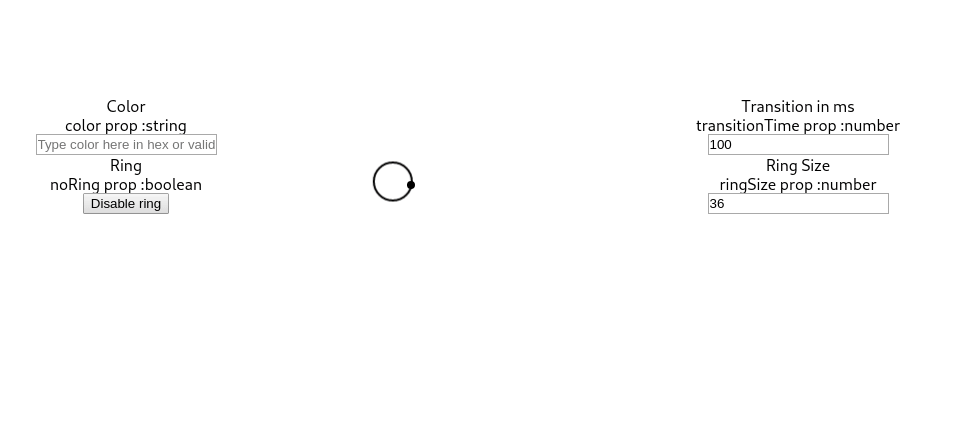 Color
color prop :string
Type color here in hex or valid
Ring
noRing prop :boolean
Disable ring
Transition in ms
transitionTime prop :number
100
Ring Size
ringSize prop :number
36